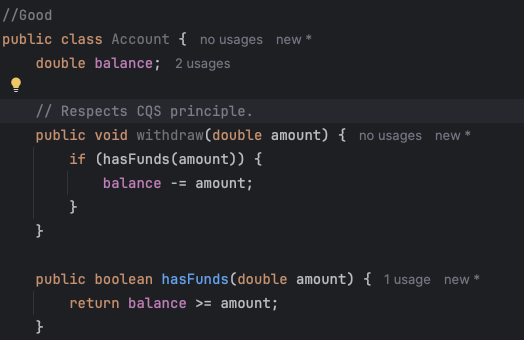 //Good
public class Account { no usages new *
double balance; 2 usages
// Respects CQS principle.
public void withdraw(double amount) { no usages new *
if (hasFunds(amount)) {
balance -= amount;
}
}
public boolean hasFunds(double amount) { 1 usage new *
return balance >= amount;
}